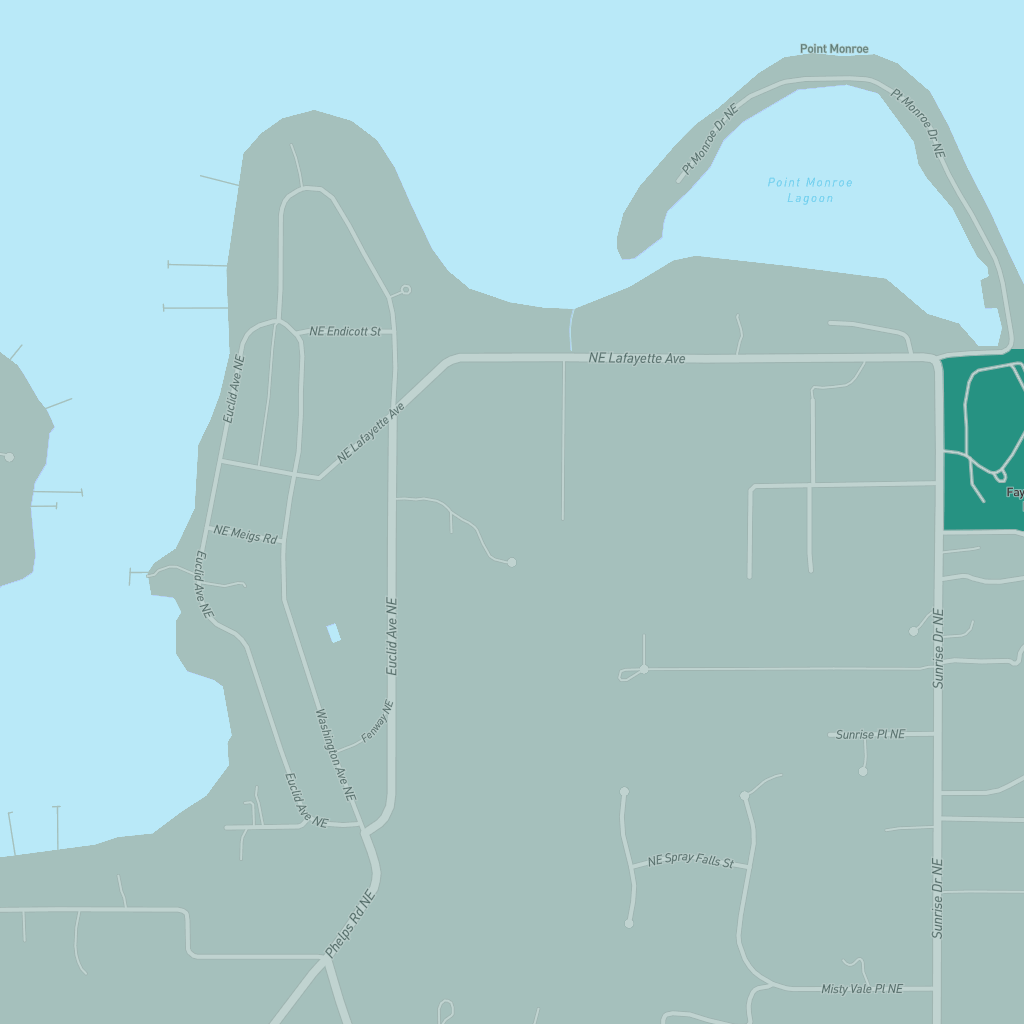 Point Monroe
Pt Monroe Dr NE
Pt Monroe Dr NE
Point Monroe
Lagoon
NE Endicott St
NE Lafayette Ave
Euclid Ave NE
NE Lafayette Ave
Fay
NE Meigs Rd
Euclid Ave NE
Euclid Ave NE
Sunrise Dr NE
Fenway NE
Washington Ave NE
Sunrise Pl NE
Euclid Ave NE
NE Spray Falls St
Sunrise Dr NE
Phelps Rd NE
Misty Vale Pl NE